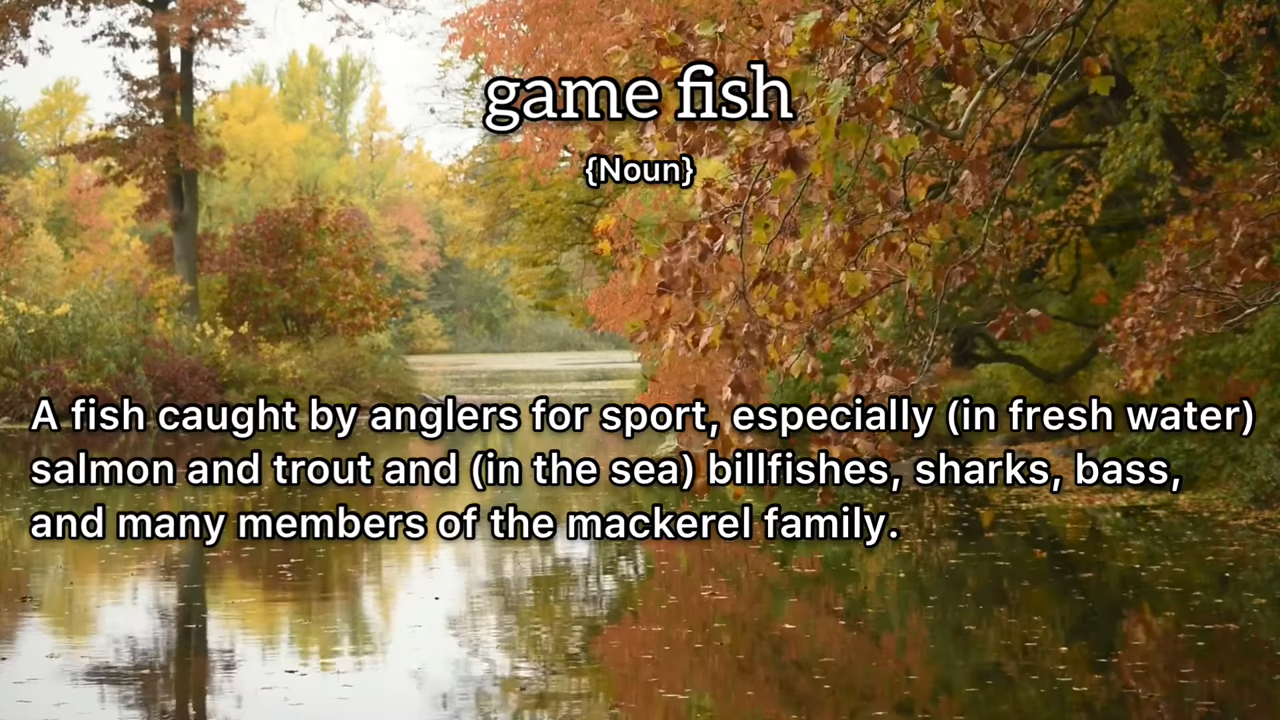 game fish
{Noun}
A fish caught by anglers for sport, especially (in fresh water)
salmon and trout and (in the sea) billfishes, sharks, bass,
and many members of the mackerel family.